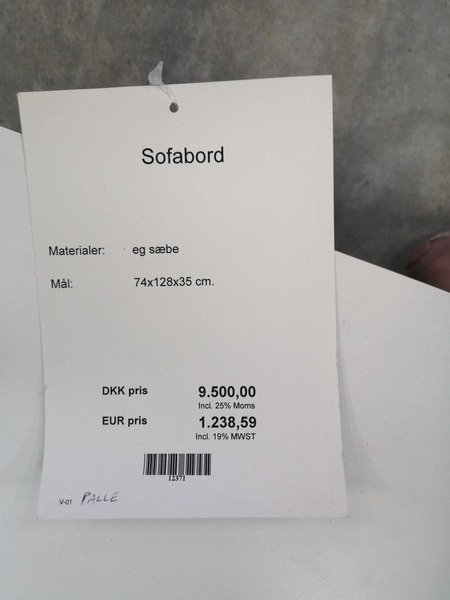 Sofabord
Materialer: eg sæbe
Mål: 74x128x35 cm.
DKK pris 9.500,00
Incl. 25% Moms
EUR pris 1.238,59
Incl. 19% MWST
12371
V-01 PALLE